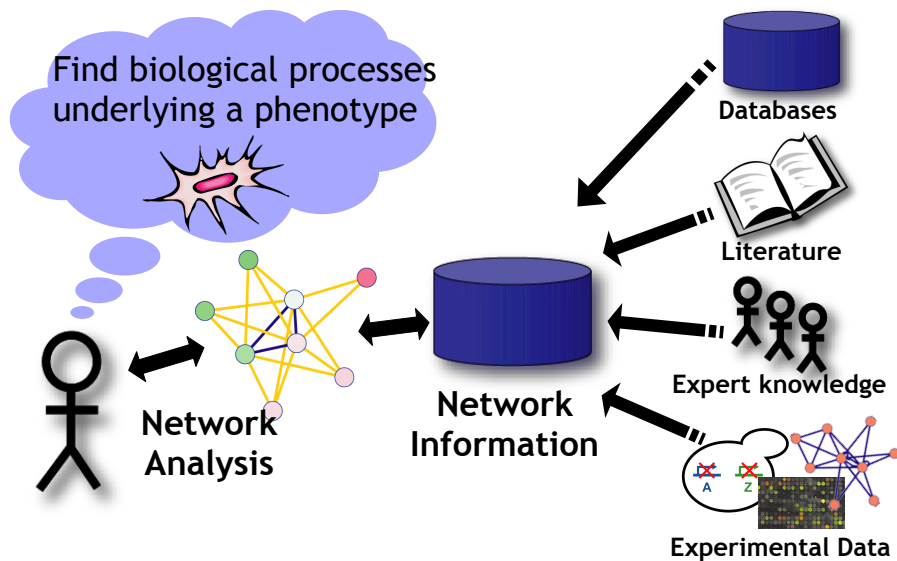 Find biological processes
underlying a phenotype
Databases
Literature
Expert knowledge
Network
Analysis
Network
Information
A
Z
Experimental Data